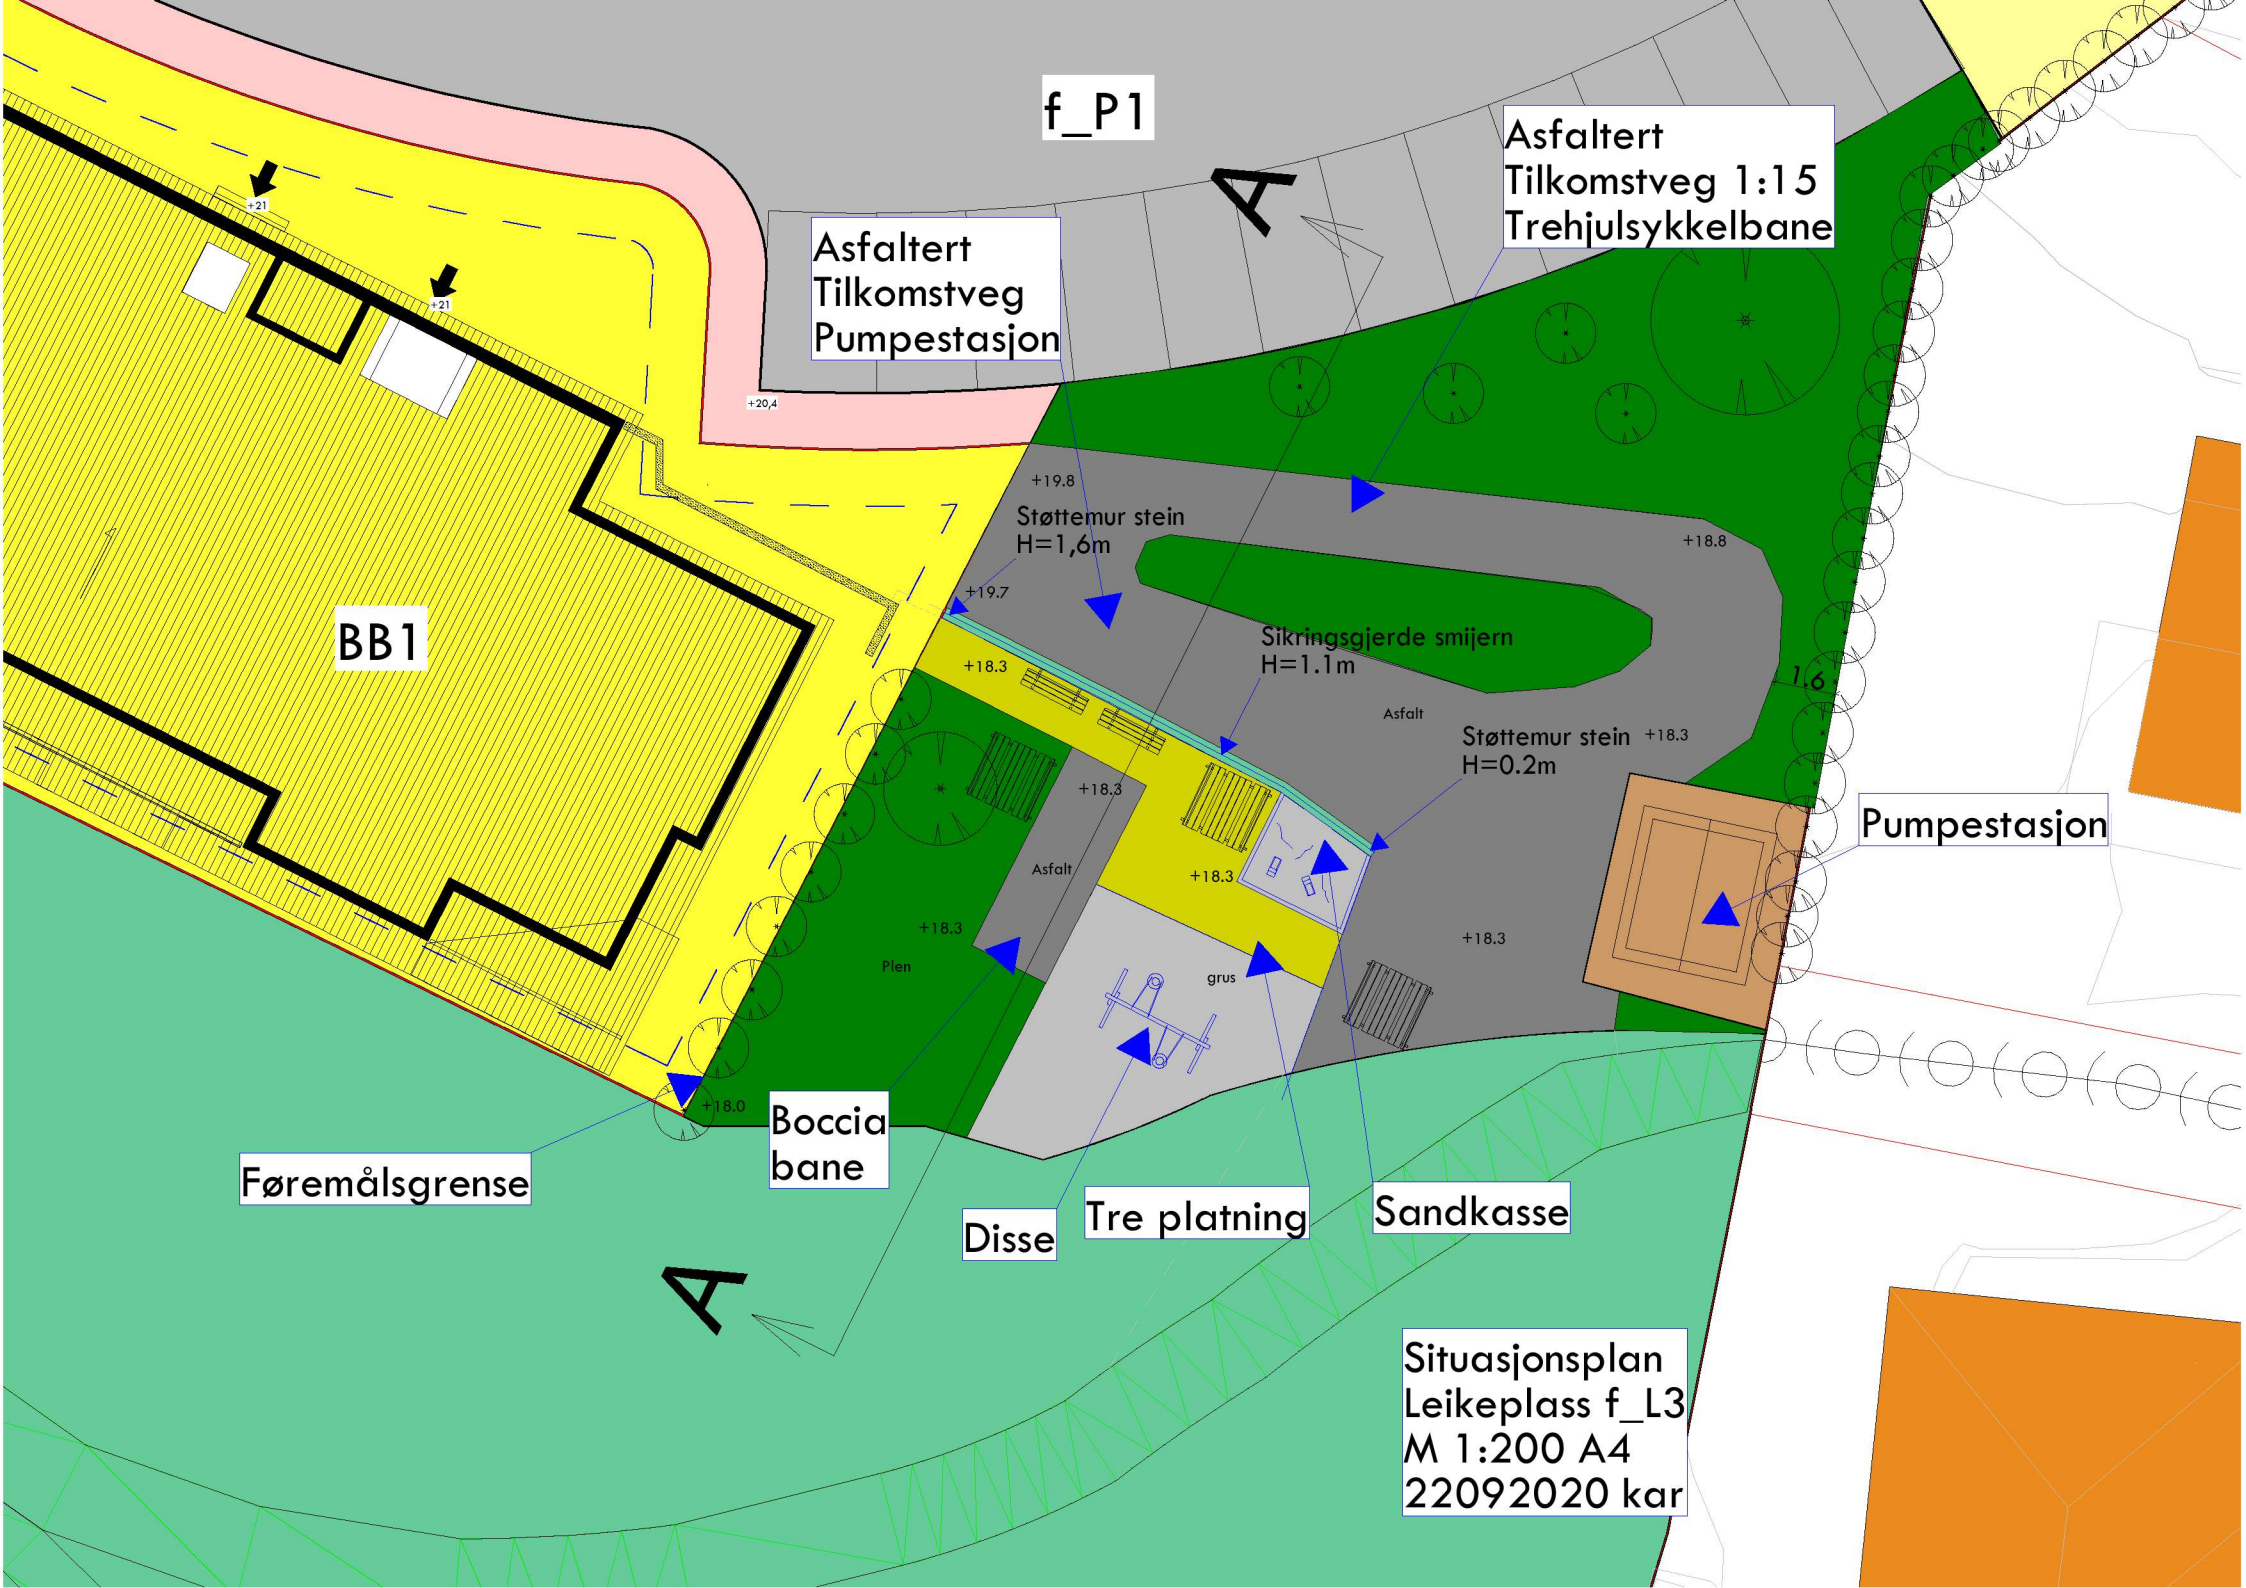 f_P1
A
Asfaltert
Tilkomstveg 1:15
Trehjulsykkelbane
Asfaltert
Tilkomstveg
Pumpestasjon
+21
+21
+20,4
+19.8
Støttemur stein
H=1,6m
+18.8
+19.7
BB1
Sikringsgjerde smijern
H=1.1m
+18.3
1.6
Asfalt
Støttemur stein
H=0.2m
+18.3
+18.3
Pumpestasjon
Asfalt
+18.3
+18.3
+18.3
Plen
grus
+18.0
Boccia
bane
Føremålsgrense
Disse
Tre platning
Sandkasse
A
Situasjonsplan
Leikeplass f_L3
M 1:200 A4
22092020 kar